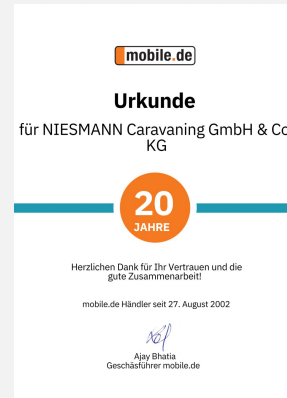 mobile.de
Urkunde
für NIESMANN Caravaning GmbH & Co
KG
20
JAHRE
Herzlichen Dank für Ihr Vertrauen und die
gute Zusammenarbeit!
mobile.de Händler seit 27. August 2002
Ajay Bhatia
Geschäsführer mobile.de